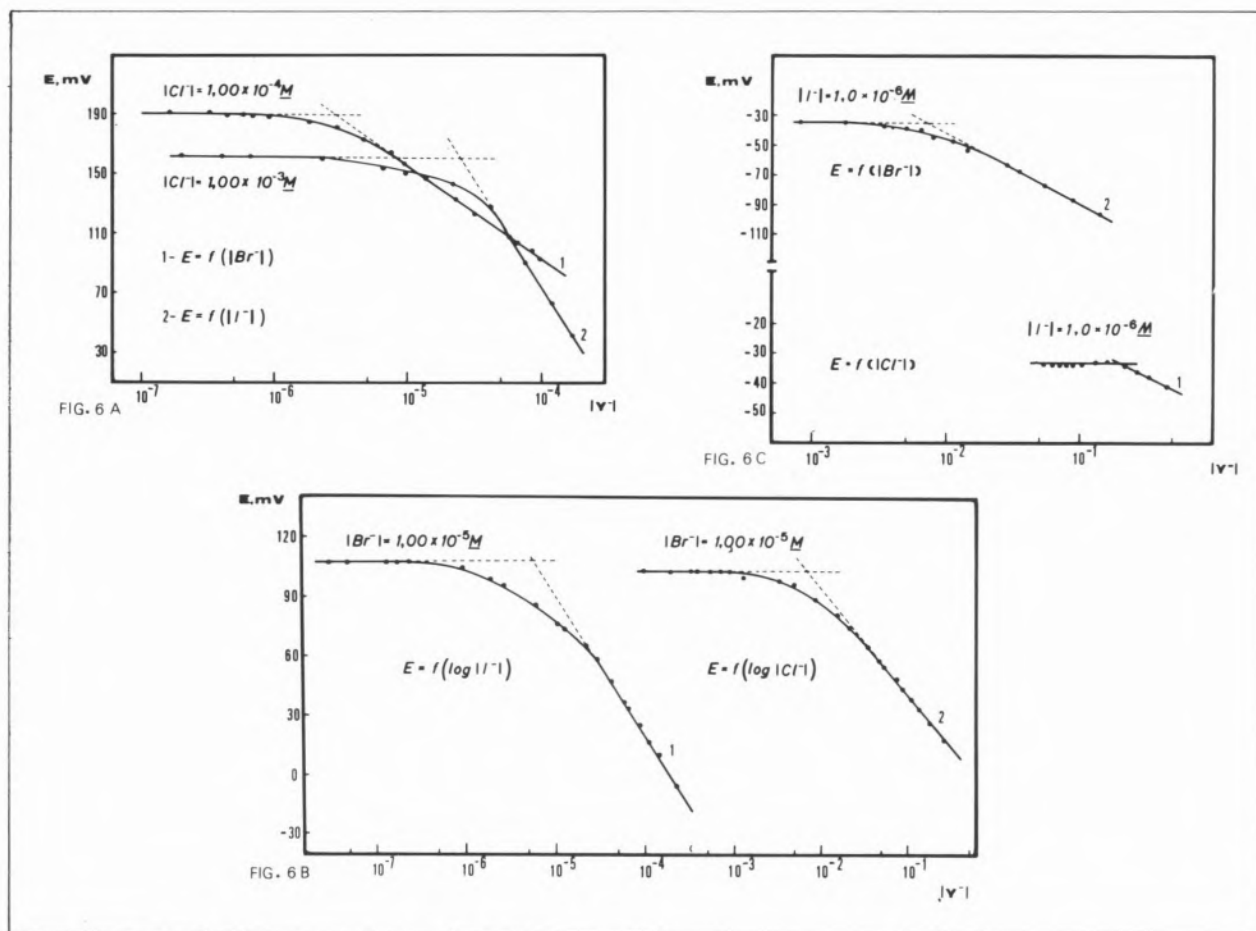 E, mV
|Cl⁻| = 1,00 × 10⁻⁴ M
190
160
|Cl⁻| = 1,00 × 10⁻³ M
110
1- E = f (|Br⁻|)
70
2- E = f (|I⁻|)
30
1
2
10⁻⁷ 10⁻⁶ 10⁻⁵ 10⁻⁴
|Y⁻|
FIG. 6 A
E, mV
|I⁻| = 1,0 × 10⁻⁶ M
-35
-50
E = f (|Br⁻|)
-70
2
-90
-110
-20
|I⁻| = 1,0 × 10⁻⁶ M
-30
E = f (|Cl⁻|)
1
-40
-50
10⁻³ 10⁻² 10⁻¹
|Y⁻|
FIG. 6 C
E, mV
120
|Br⁻| = 1,00 × 10⁻⁵ M |Br⁻| = 1,00 × 10⁻⁵ M
90
60
E = f (log |I⁻|) E = f (log |Cl⁻|)
30
1
2
0
-30
10⁻⁷ 10⁻⁶ 10⁻⁵ 10⁻⁴ 10⁻³ 10⁻² 10⁻¹
|Y⁻|
FIG. 6 B